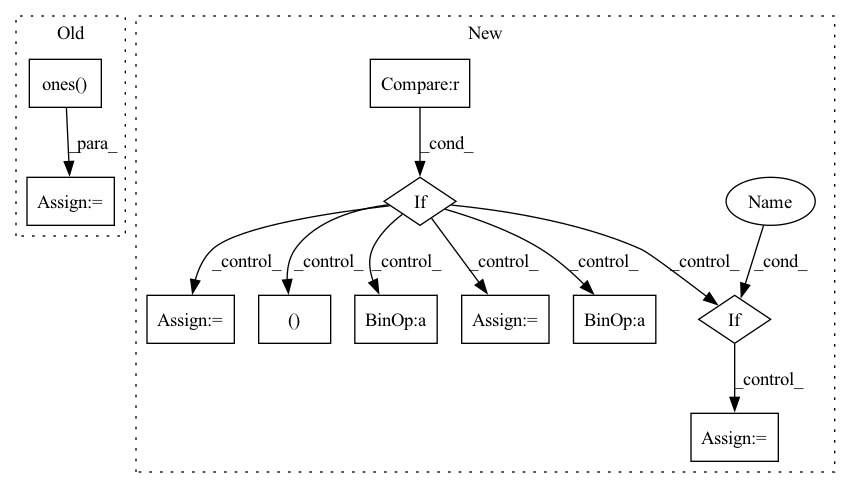 Old
New
ones()
Compare:r
_para_
_cond_
Assign:=
If
Name
_control_
_control_
_control_
_control_
_control_
_control_
_cond_
Assign:=
()
BinOp:a
Assign:=
BinOp:a
If
_control_
Assign:=